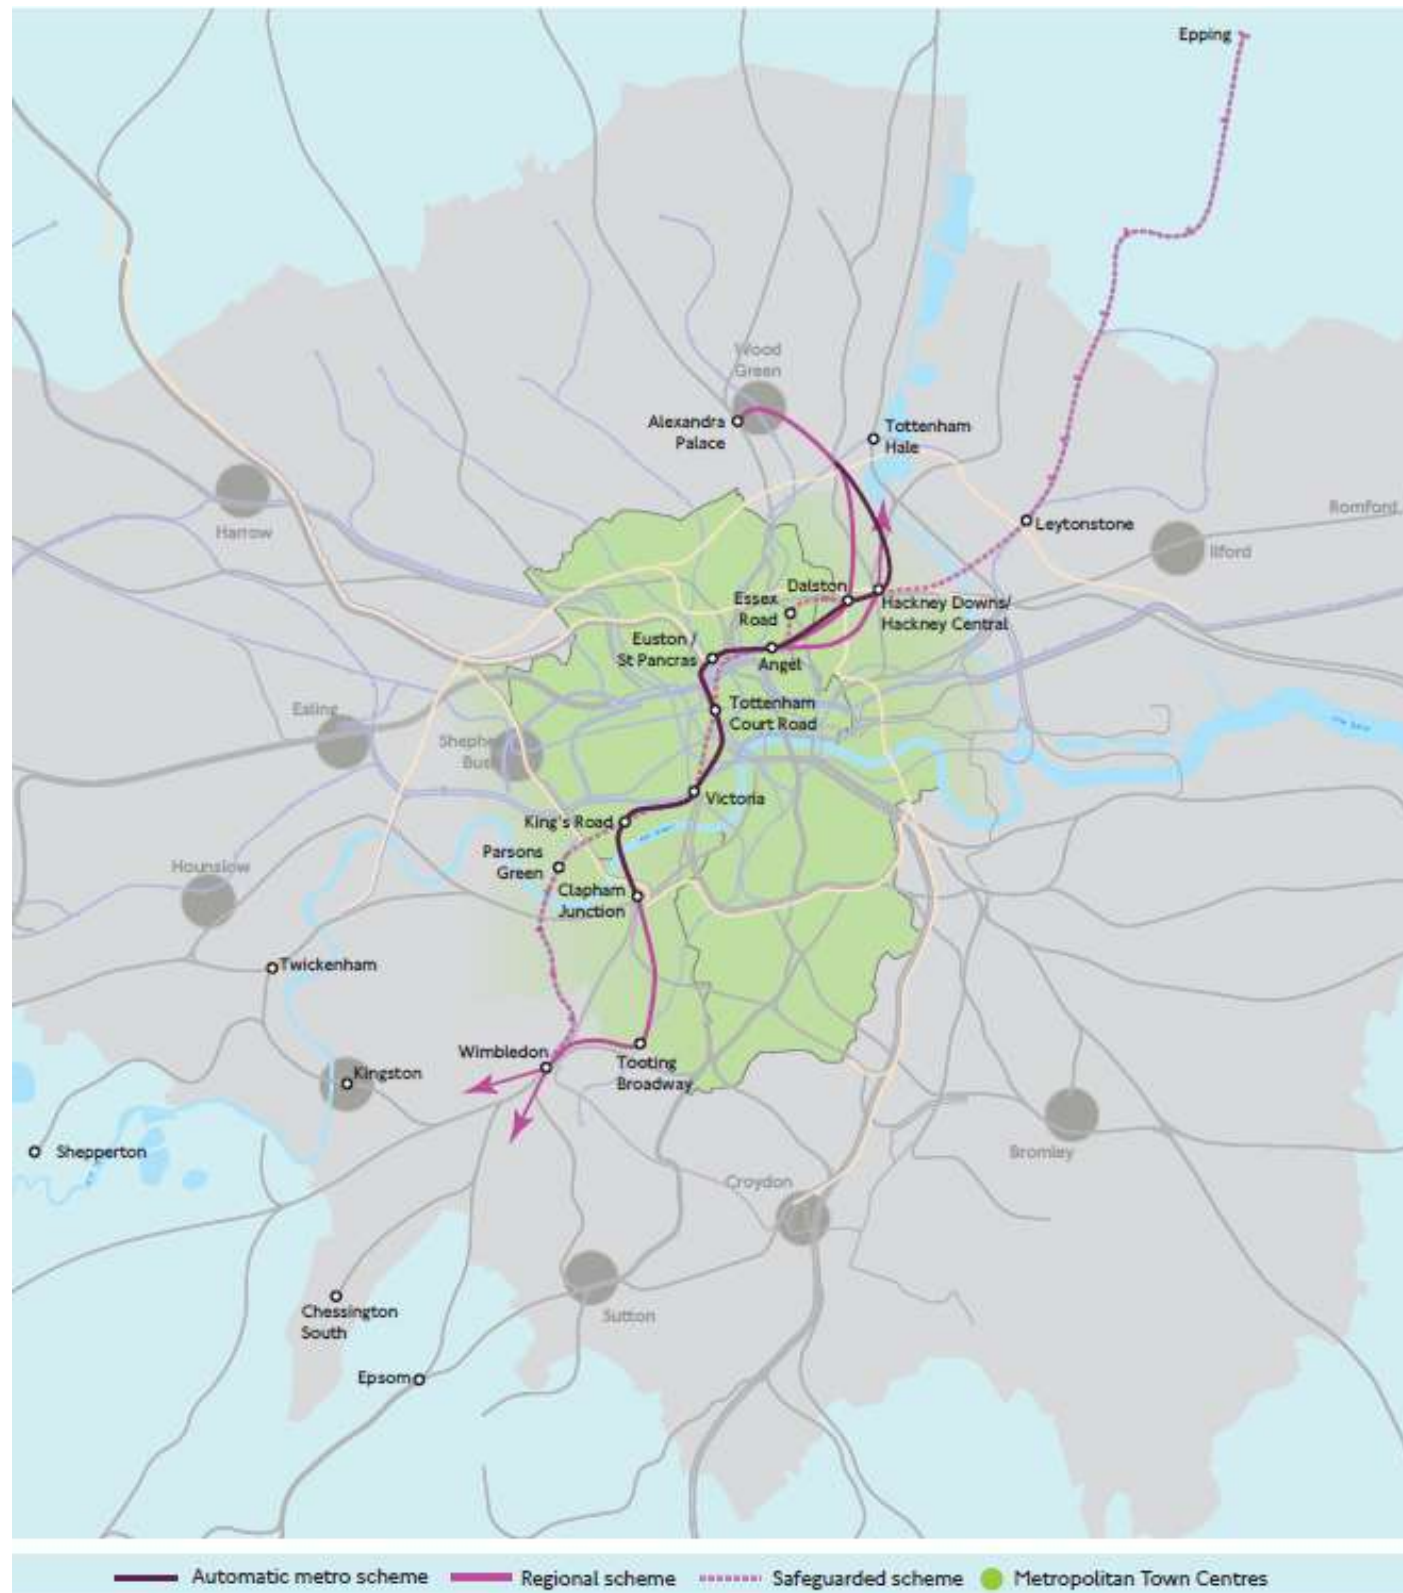 Epping
Wood
Green
Alexandra
Palace
Tottenham
Hale
Harrow
Romford
Leytonstone
Ilford
Dalston
Essex
Road
Hackney Downs/
Hackney Central
Euston /
St Pancras
Angel
Tottenham
Court Road
Ealing
Victoria
King's Road
Parsons
Green
Hounslow
Clapham
Junction
Twickenham
Wimbledon
Tooting
Broadway
Kingston
Shepperton
Bromley
Croydon
Chessington
South
Sutton
Epsom
Automatic metro scheme
Regional scheme
Safeguarded scheme
Metropolitan Town Centres